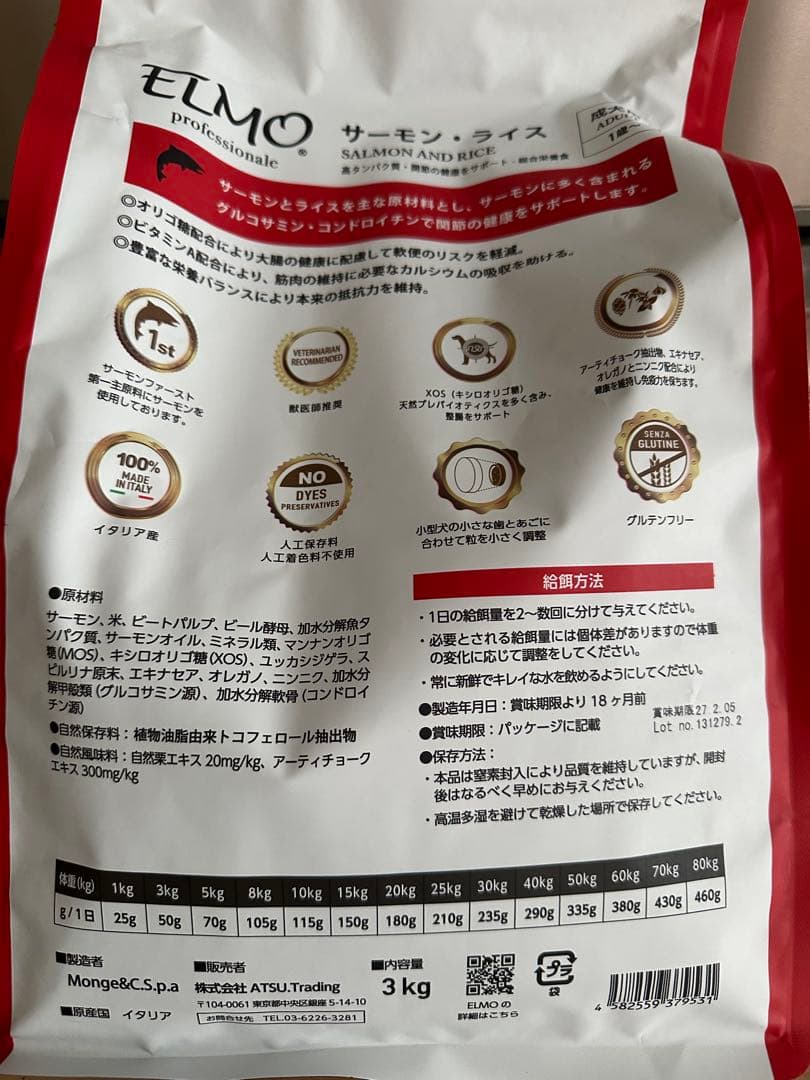 ELMO
professionale
®
サーモン・ライス
SALMON AND RICE
高タンパク質・関節の健康をサポート・総合栄養食
成犬
ADU
1歳~
サーモンとライスを主な原材料とし、サーモンに多く含まれる
グルコサミン・コンドロイチンで関節の健康をサポートします。
◎オリゴ糖配合により大腸の健康に配慮して軟便のリスクを軽減。
◎ビタミンA配合により、筋肉の維持に必要なカルシウムの吸収を助ける。
◎豊富な栄養バランスにより本来の抵抗力を維持。
1st
サーモンファースト
第一主原料にサーモンを
使用しております。
VETERINARIAN
RECOMMENDED
獣医師推奨
XOS（キシロオリゴ糖）
天然プレバイオティクスを多く含み、
整腸をサポート
アーティチョーク抽出物、エキナセア、
オレガノとニンニク配合により
健康を維持し免疫力を保ちます。
100%
MADE
IN ITALY
イタリア産
NO
DYES
PRESERVATIVES
人工保存料
人工着色料不使用
小型犬の小さな歯とあごに
合わせて粒を小さく調整
SENZA
GLUTINE
グルテンフリー
●原材料
サーモン、米、ビートパルプ、ビール酵母、加水分解魚タ
ンパク質、サーモンオイル、ミネラル類、マンナンオリゴ
糖(MOS)、キシロオリゴ糖(XOS)、ユッカシジゲラ、ス
ピルリナ原末、エキナセア、オレガノ、ニンニク、加水分
解甲殻類（グルコサミン源）、加水分解軟骨（コンドロイ
チン源）
●自然保存料：植物油脂由来トコフェロール抽出物
●自然風味料：自然栗エキス 20mg/kg、アーティチョーク
エキス 300mg/kg
給餌方法
・1日の給餌量を2～数回に分けて与えてください。
・必要とされる給餌量には個体差がありますので体重
の変化に応じて調整をしてください。
・常に新鮮でキレイな水を飲めるようにしてください。
●製造年月日：賞味期限より 18 ヶ月前
●賞味期限：パッケージに記載
賞味期限27.2.05
Lot no.131279.2
●保存方法：
・本品は窒素封入により品質を維持していますが、開封
後はなるべく早めにお与えください。
・高温多湿を避けて乾燥した場所で保存してください。
体重(kg) 1kg 3kg 5kg 8kg 10kg 15kg 20kg 25kg 30kg 40kg 50kg 60kg 70kg 80kg
g/1日 25g 50g 70g 105g 115g 150g 180g 210g 235g 290g 335g 380g 430g 460g
■製造者
Monge&C.S.p.a
■原産国 イタリア
■販売者
株式会社 ATSU.Trading
〒104-0061 東京都中央区銀座 5-14-10
お問合せ先 TEL.03-6226-3281
■内容量
3 kg
ELMO の
詳細はこちら
プラ
袋
4 582559 379531